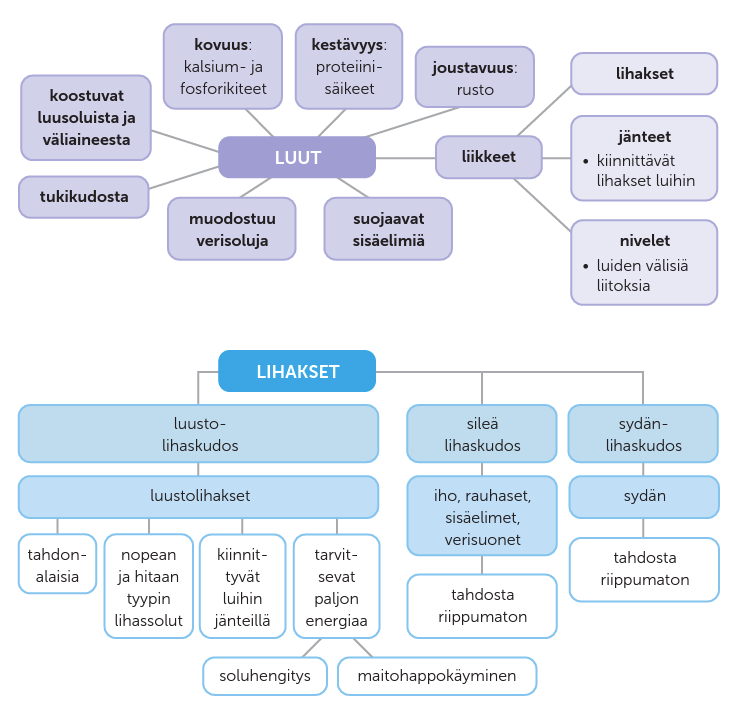 koostuvat
luusoluista ja
väliaineesta
kovuus:
kalsium- ja
fosforikiteet
kestävyys:
proteiini-
säikeet
joustavuus:
rusto
lihakset
LUUT
liikkeet
jänteet
• kiinnittävät
lihakset luihin
tukikudosta
muodostuu
verisoluja
suojaavat
sisäelimiä
nivelet
• luiden välisiä
liitoksia
LIHAKSET
luusto-
lihaskudos
sileä
lihaskudos
sydän-
lihaskudos
luustolihakset
iho, rauhaset,
sisäelimet,
verisuonet
sydän
tahdon-
alaisia
nopean
ja hitaan
tyypin
lihassolut
kiinnit-
tyvät
luihin
jänteillä
tarvit-
sevat
paljon
energiaa
tahdosta
riippumaton
tahdosta
riippumaton
soluhengitys
maitohappokäyminen